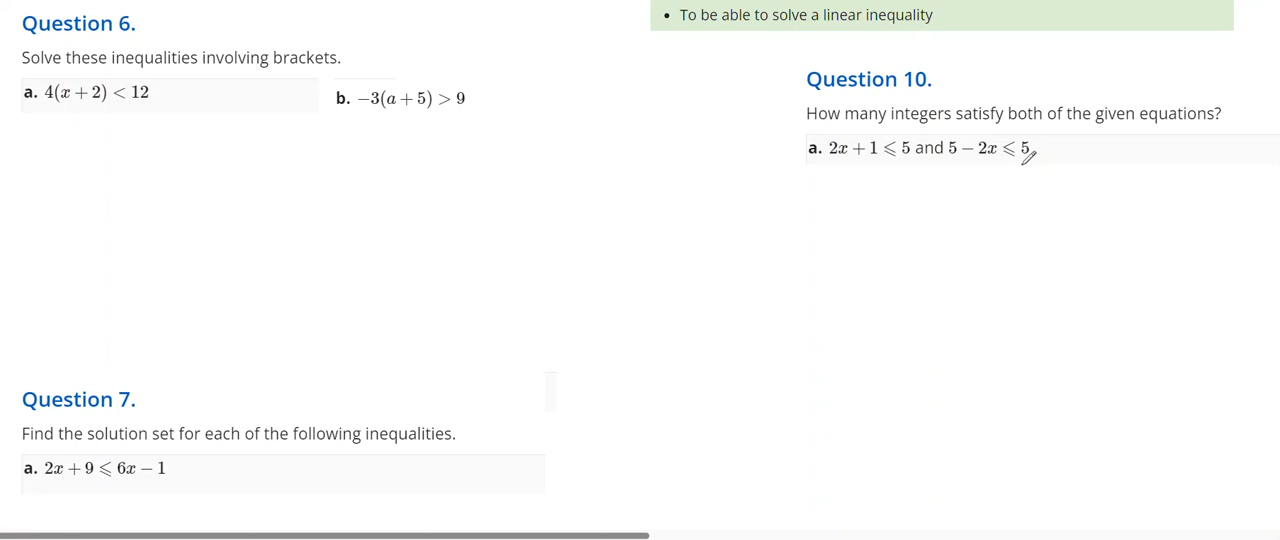 Question 6.
Solve these inequalities involving brackets.
a. 4(x + 2) < 12
b. −3(a + 5) > 9
Question 7.
Find the solution set for each of the following inequalities.
a. 2x + 9 ⩽ 6x − 1
• To be able to solve a linear inequality
Question 10.
How many integers satisfy both of the given equations?
a. 2x + 1 ⩽ 5 and 5 − 2x ⩽ 5